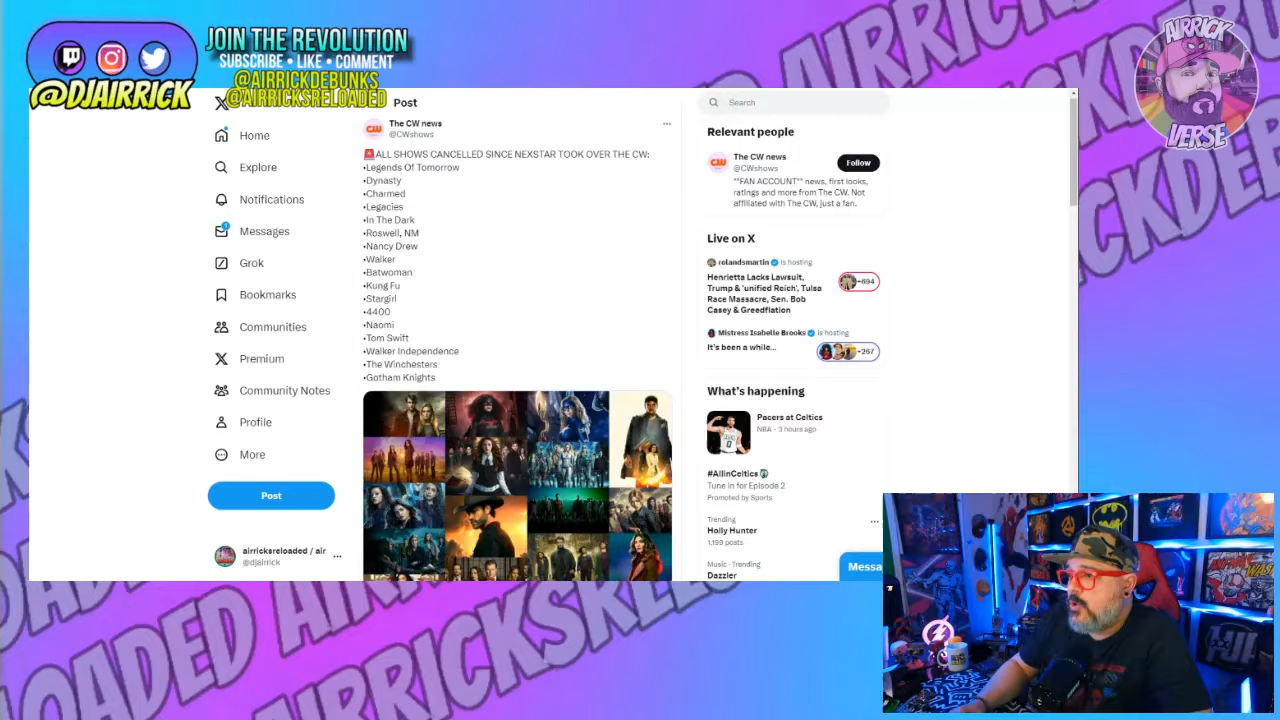 JOIN THE REVOLUTION
SUBSCRIBE • LIKE • COMMENT
@AIRRICKDEBUNKS
@AIRRICKSRELOADED
@DJAIRRICK
AIRRICK
VERSE
Post
The CW news
@CWshows
🚨ALL SHOWS CANCELLED SINCE NEXSTAR TOOK OVER THE CW:
•Legends Of Tomorrow
•Dynasty
•Charmed
•Legacies
•In The Dark
•Roswell, NM
•Nancy Drew
•Walker
•Batwoman
•Kung Fu
•Stargirl
•4400
•Naomi
•Tom Swift
•Walker Independence
•The Winchesters
•Gotham Knights
Home
Explore
Notifications
Messages
Grok
Bookmarks
Communities
Premium
Community Notes
Profile
More
Post
airricksreloaded / air
@djairrick
Search
Relevant people
The CW news
@CWshows
Follow
**FAN ACCOUNT** news, first looks,
ratings and more from The CW. Not
affiliated with The CW, just a fan.
Live on X
rolandsmartin is hosting
Henrietta Lacks Lawsuit,
Trump & 'unified Reich', Tulsa
Race Massacre, Sen. Bob
Casey & Greedflation
+694
Mistress Isabelle Brooks is hosting
It's been a while...
+267
What's happening
Pacers at Celtics
NBA · 3 hours ago
#AllinCeltics
Tune in for Episode 2
Promoted by Sports
Trending
Holly Hunter
1,199 posts
Music · Trending
Dazzler
Messa